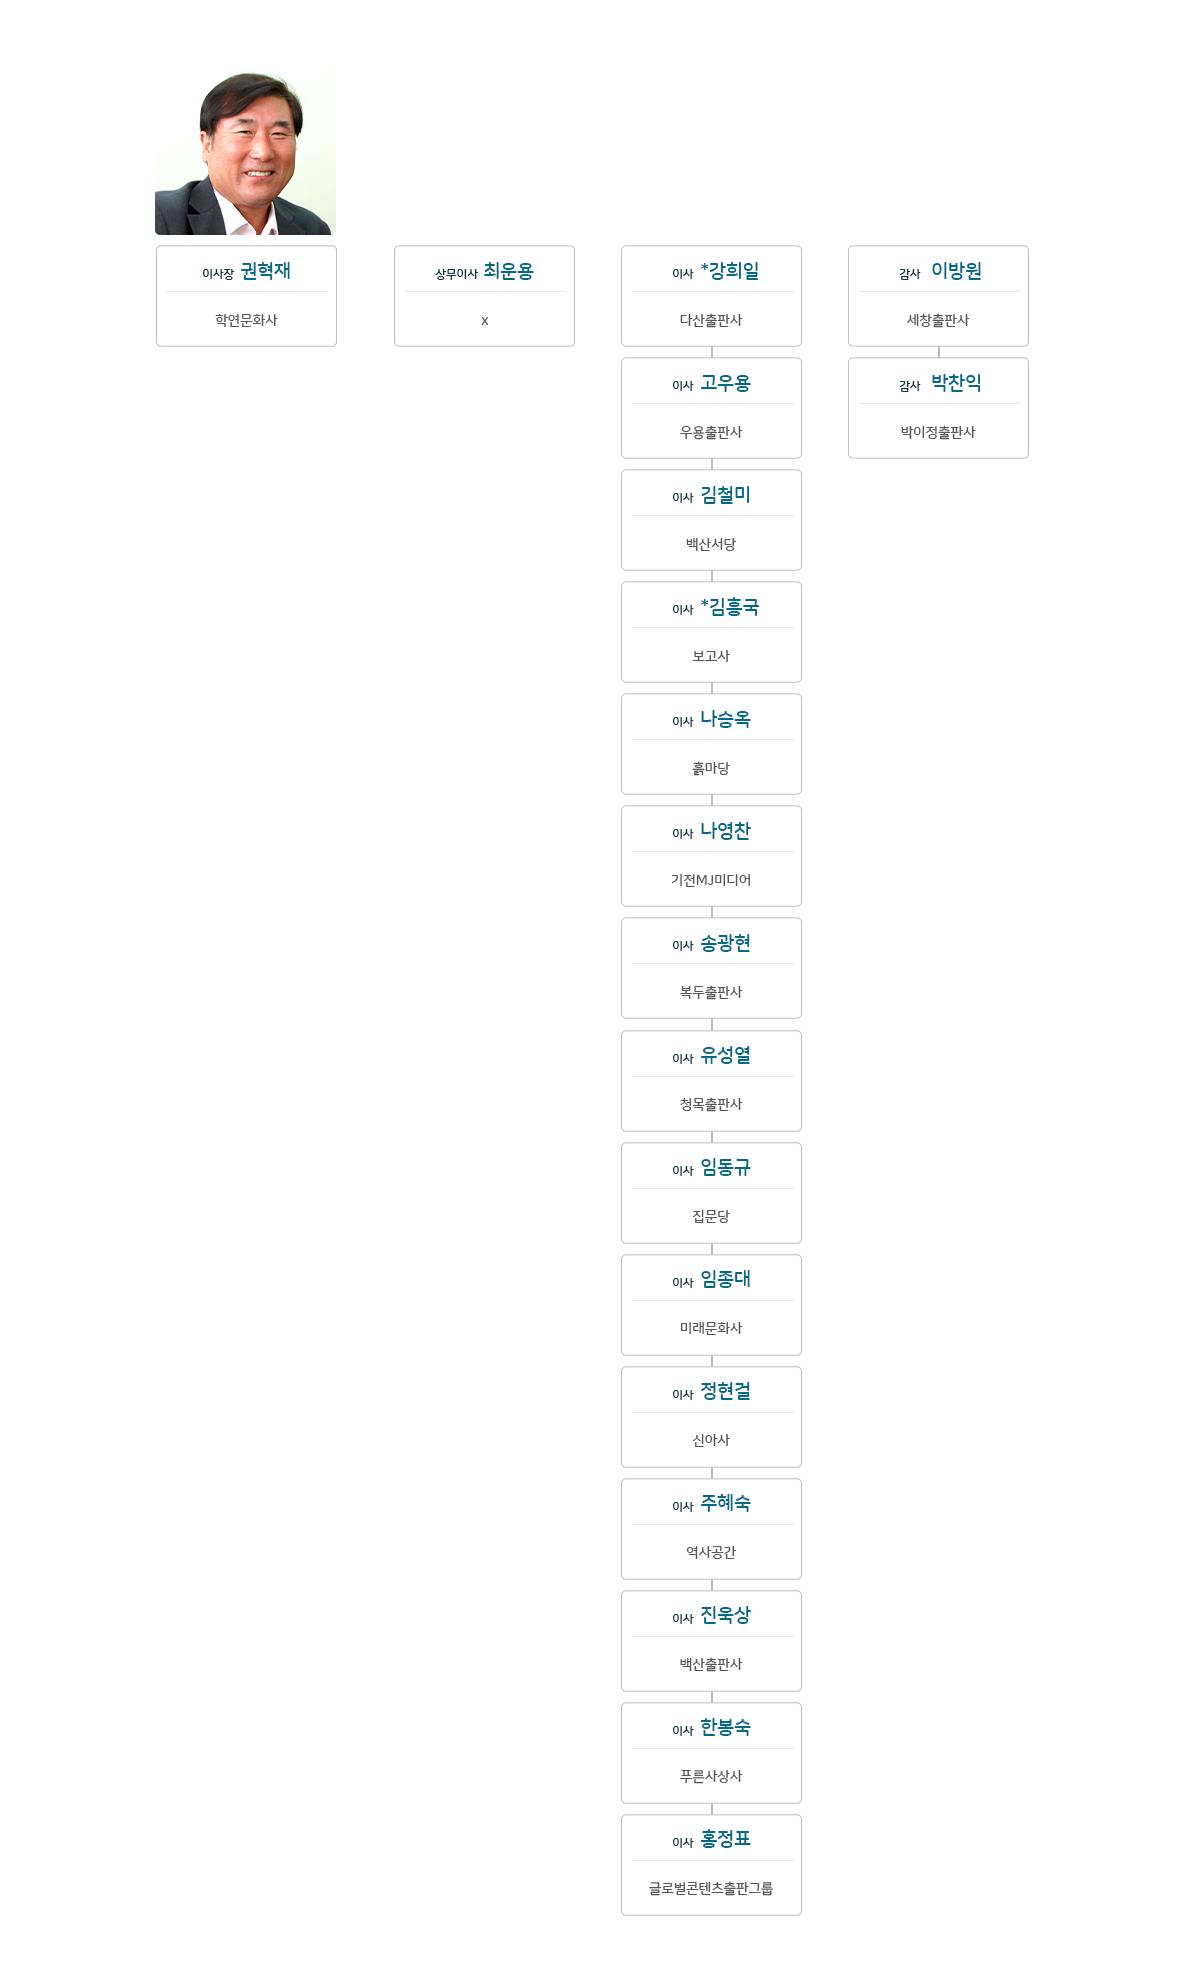 이사장 권혁재
학연문화사
상무이사 최운용
x
이사 *강희일
다산출판사
이사 고우용
우용출판사
이사 김철미
백산서당
이사 *김흥국
보고사
이사 나승옥
흙마당
이사 나영찬
기전MJ미디어
이사 송광현
복두출판사
이사 유성열
청목출판사
이사 임동규
집문당
이사 임종대
미래문화사
이사 정현걸
신아사
이사 주혜숙
역사공간
이사 진욱상
백산출판사
이사 한봉숙
푸른사상사
이사 홍정표
글로벌콘텐츠출판그룹
감사 이방원
세창출판사
감사 박찬익
박이정출판사